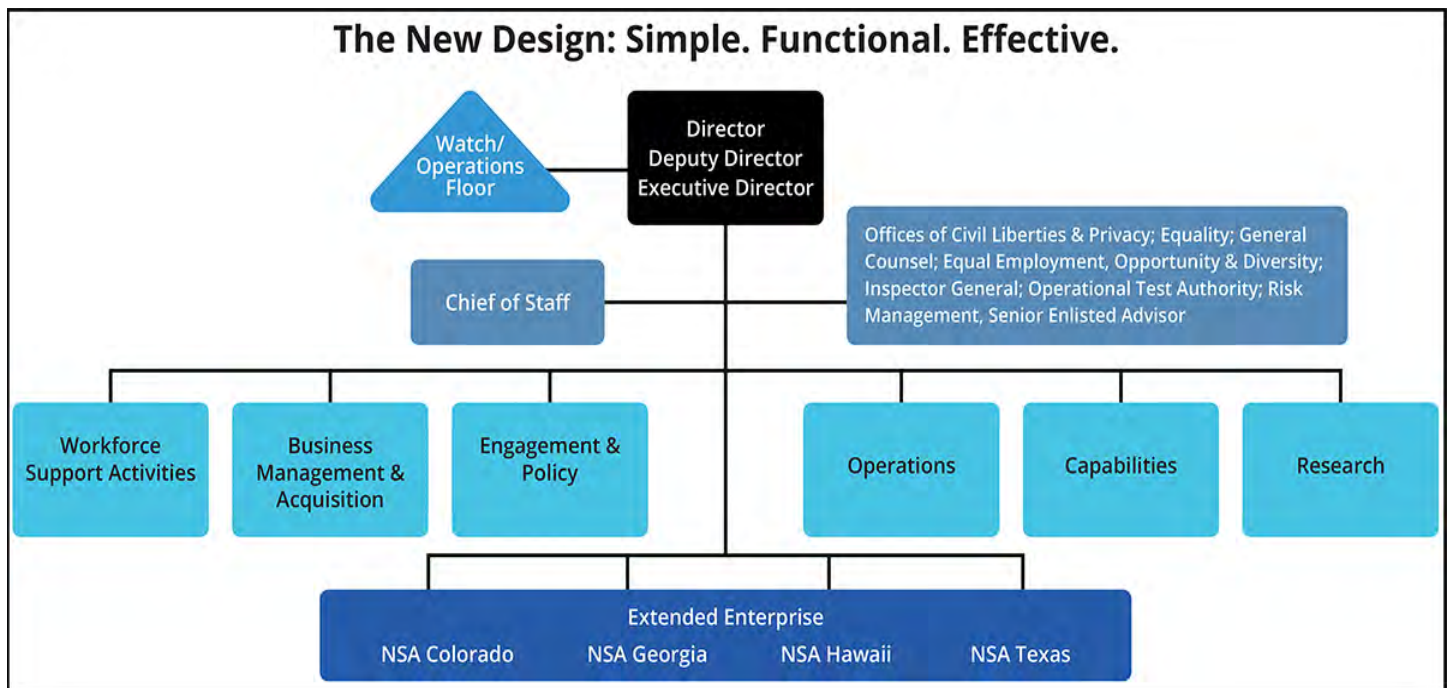 The New Design: Simple. Functional. Effective.
Watch/
Operations
Floor
Director
Deputy Director
Executive Director
Offices of Civil Liberties & Privacy; Equality; General
Counsel; Equal Employment, Opportunity & Diversity;
Inspector General; Operational Test Authority; Risk
Management, Senior Enlisted Advisor
Chief of Staff
Workforce
Support Activities
Business
Management &
Acquisition
Engagement &
Policy
Operations
Capabilities
Research
Extended Enterprise
NSA Colorado
NSA Georgia
NSA Hawaii
NSA Texas